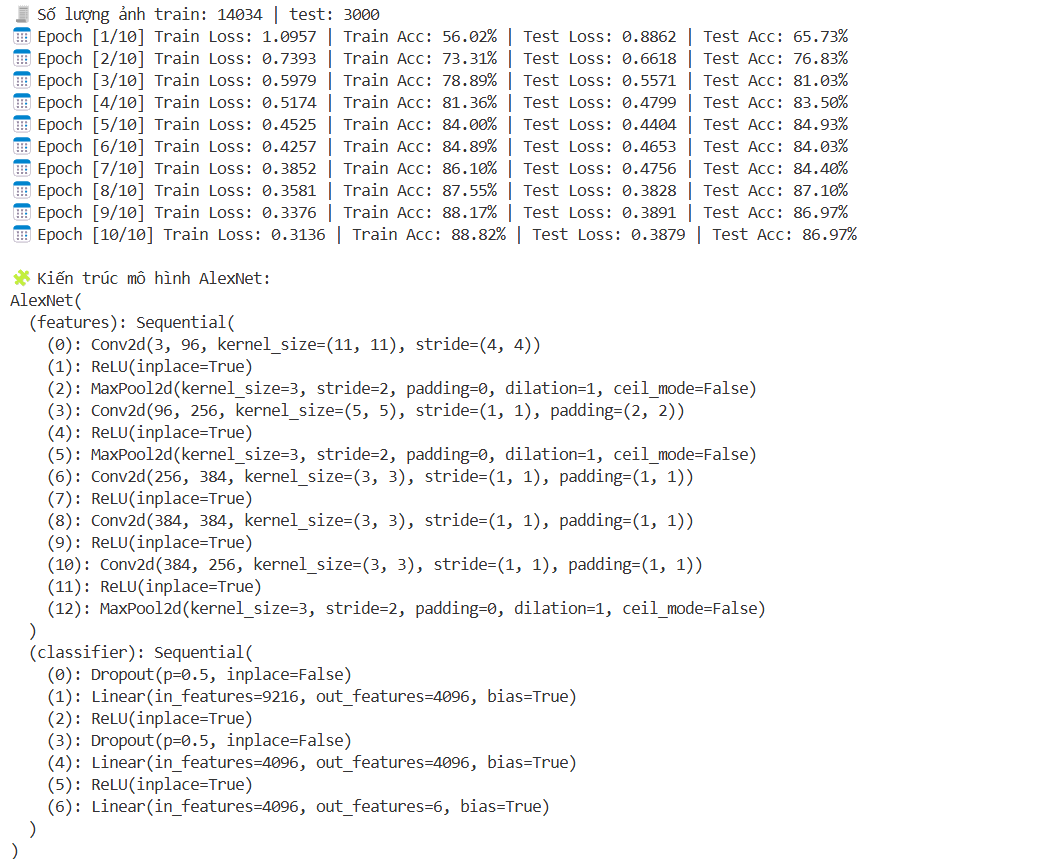 Số lượng ảnh train: 14034 | test: 3000
Epoch [1/10] Train Loss: 1.0957 | Train Acc: 56.02% | Test Loss: 0.8862 | Test Acc: 65.73%
Epoch [2/10] Train Loss: 0.7393 | Train Acc: 73.31% | Test Loss: 0.6618 | Test Acc: 76.83%
Epoch [3/10] Train Loss: 0.5979 | Train Acc: 78.89% | Test Loss: 0.5571 | Test Acc: 81.03%
Epoch [4/10] Train Loss: 0.5174 | Train Acc: 81.36% | Test Loss: 0.4799 | Test Acc: 83.50%
Epoch [5/10] Train Loss: 0.4525 | Train Acc: 84.00% | Test Loss: 0.4404 | Test Acc: 84.93%
Epoch [6/10] Train Loss: 0.4257 | Train Acc: 84.89% | Test Loss: 0.4653 | Test Acc: 84.03%
Epoch [7/10] Train Loss: 0.3852 | Train Acc: 86.10% | Test Loss: 0.4756 | Test Acc: 84.40%
Epoch [8/10] Train Loss: 0.3581 | Train Acc: 87.55% | Test Loss: 0.3828 | Test Acc: 87.10%
Epoch [9/10] Train Loss: 0.3376 | Train Acc: 88.17% | Test Loss: 0.3891 | Test Acc: 86.97%
Epoch [10/10] Train Loss: 0.3136 | Train Acc: 88.82% | Test Loss: 0.3879 | Test Acc: 86.97%
Kiến trúc mô hình AlexNet:
AlexNet(
  (features): Sequential(
    (0): Conv2d(3, 96, kernel_size=(11, 11), stride=(4, 4))
    (1): ReLU(inplace=True)
    (2): MaxPool2d(kernel_size=3, stride=2, padding=0, dilation=1, ceil_mode=False)
    (3): Conv2d(96, 256, kernel_size=(5, 5), stride=(1, 1), padding=(2, 2))
    (4): ReLU(inplace=True)
    (5): MaxPool2d(kernel_size=3, stride=2, padding=0, dilation=1, ceil_mode=False)
    (6): Conv2d(256, 384, kernel_size=(3, 3), stride=(1, 1), padding=(1, 1))
    (7): ReLU(inplace=True)
    (8): Conv2d(384, 384, kernel_size=(3, 3), stride=(1, 1), padding=(1, 1))
    (9): ReLU(inplace=True)
    (10): Conv2d(384, 256, kernel_size=(3, 3), stride=(1, 1), padding=(1, 1))
    (11): ReLU(inplace=True)
    (12): MaxPool2d(kernel_size=3, stride=2, padding=0, dilation=1, ceil_mode=False)
  )
  (classifier): Sequential(
    (0): Dropout(p=0.5, inplace=False)
    (1): Linear(in_features=9216, out_features=4096, bias=True)
    (2): ReLU(inplace=True)
    (3): Dropout(p=0.5, inplace=False)
    (4): Linear(in_features=4096, out_features=4096, bias=True)
    (5): ReLU(inplace=True)
    (6): Linear(in_features=4096, out_features=6, bias=True)
  )
)